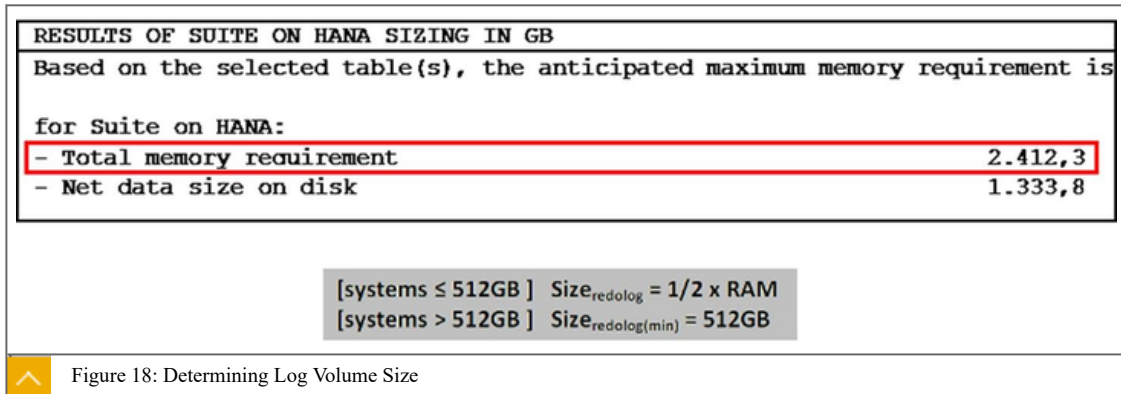 RESULTS OF SUITE ON HANA SIZING IN GB
Based on the selected table(s), the anticipated maximum memory requirement is
for Suite on HANA:
- Total memory requirement 2.412,3
- Net data size on disk 1.333,8
[systems ≤ 512GB ] Sizeredolog = 1/2 x RAM
[systems > 512GB ] Sizeredolog(min) = 512GB
Figure 18: Determining Log Volume Size